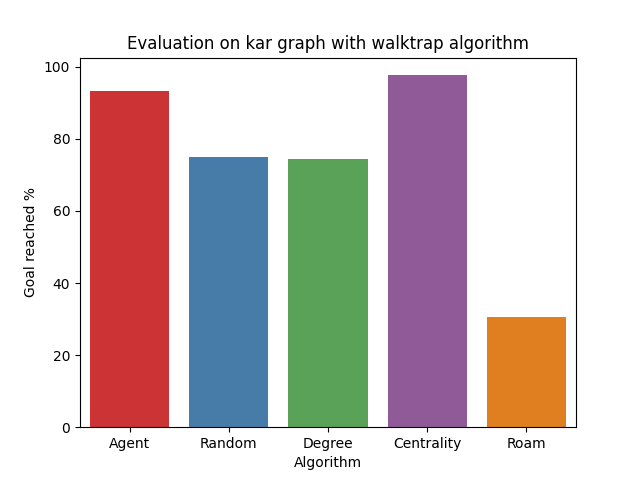 Evaluation on kar graph with walktrap algorithm
100
80
60
40
20
0
Goal reached %
Agent Random Degree Centrality Roam
Algorithm